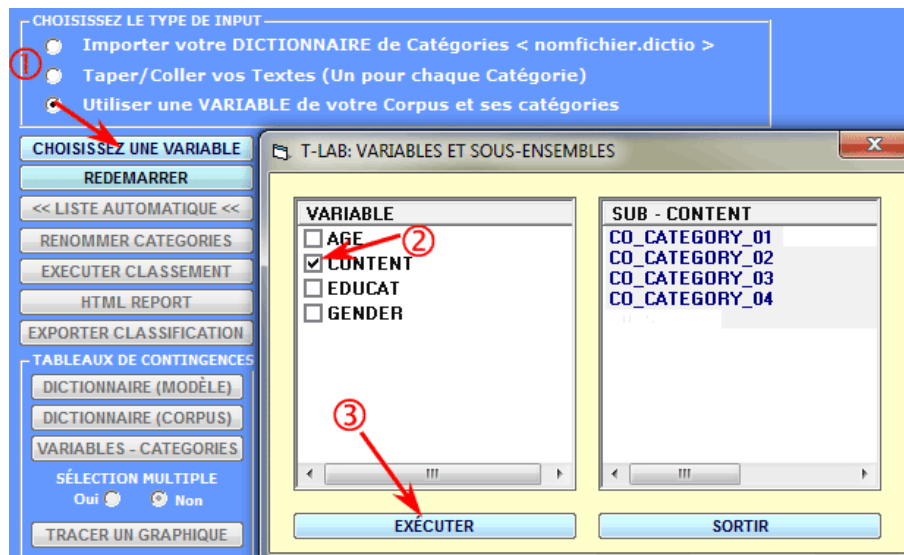 CHOISISSEZ LE TYPE DE INPUT
Importer votre DICTIONNAIRE de Catégories < nomfichier.dictio >
① Taper/Coller vos Textes (Un pour chaque Catégorie)
Utiliser une VARIABLE de votre Corpus et ses catégories
CHOISISSEZ UNE VARIABLE
REDEMARRER
<< LISTE AUTOMATIQUE <<
RENOMMER CATEGORIES
EXECUTER CLASSEMENT
HTML REPORT
EXPORTER CLASSIFICATION
TABLEAUX DE CONTINGENCES
DICTIONNAIRE (MODÈLE)
DICTIONNAIRE (CORPUS)
VARIABLES - CATEGORIES
SÉLECTION MULTIPLE
Oui Non
TRACER UN GRAPHIQUE
T-LAB: VARIABLES ET SOUS-ENSEMBLES
VARIABLE
AGE
②
CONTENT
EDUCAT
GENDER
SUB - CONTENT
CO_CATEGORY_01
CO_CATEGORY_02
CO_CATEGORY_03
CO_CATEGORY_04
③
EXÉCUTER
SORTIR